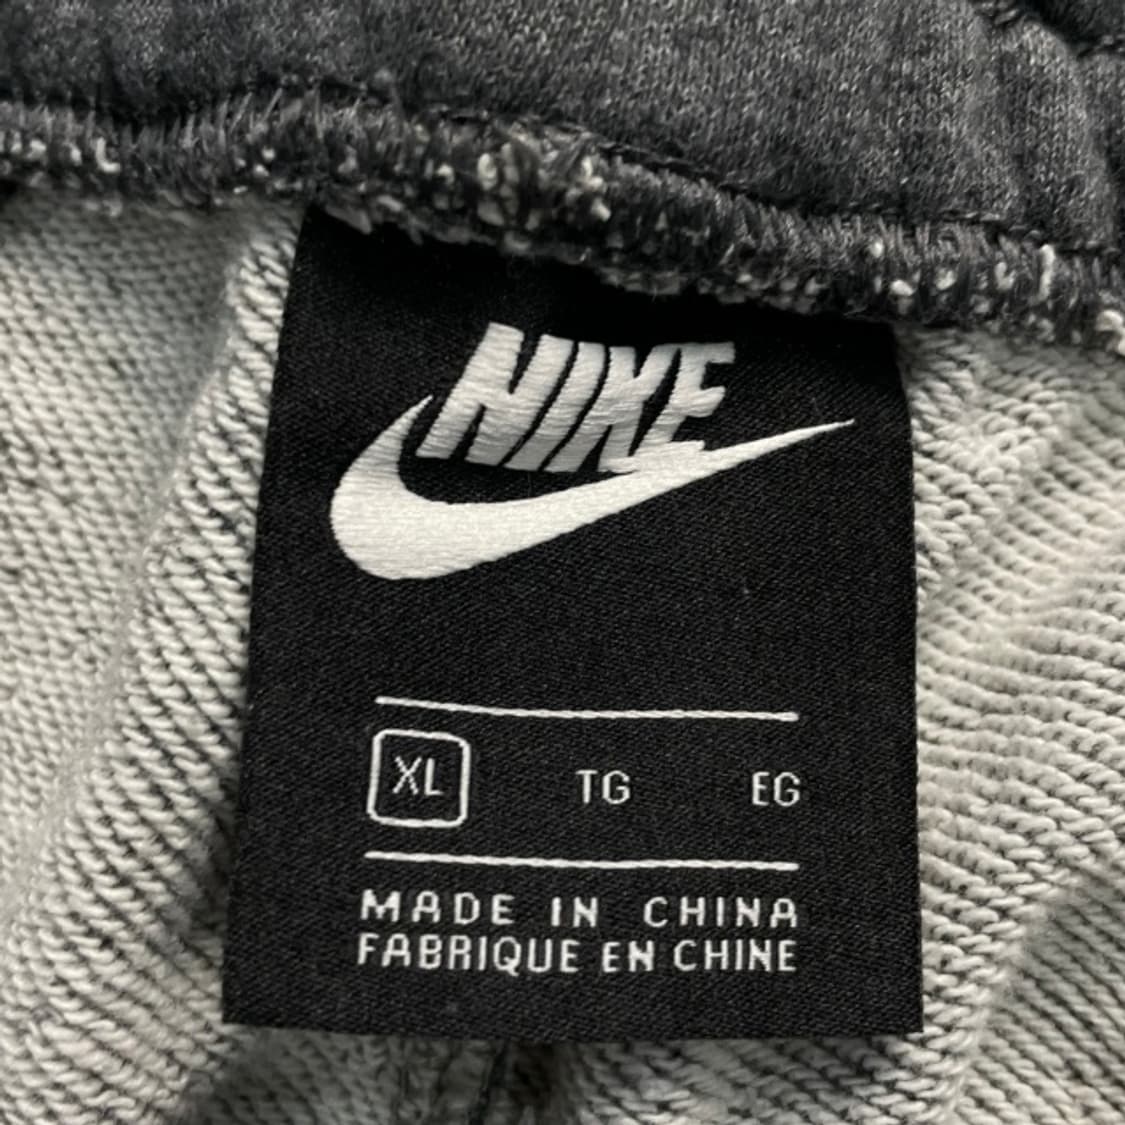 NIKE
XL TG EG
MADE IN CHINA
FABRIQUE EN CHINE